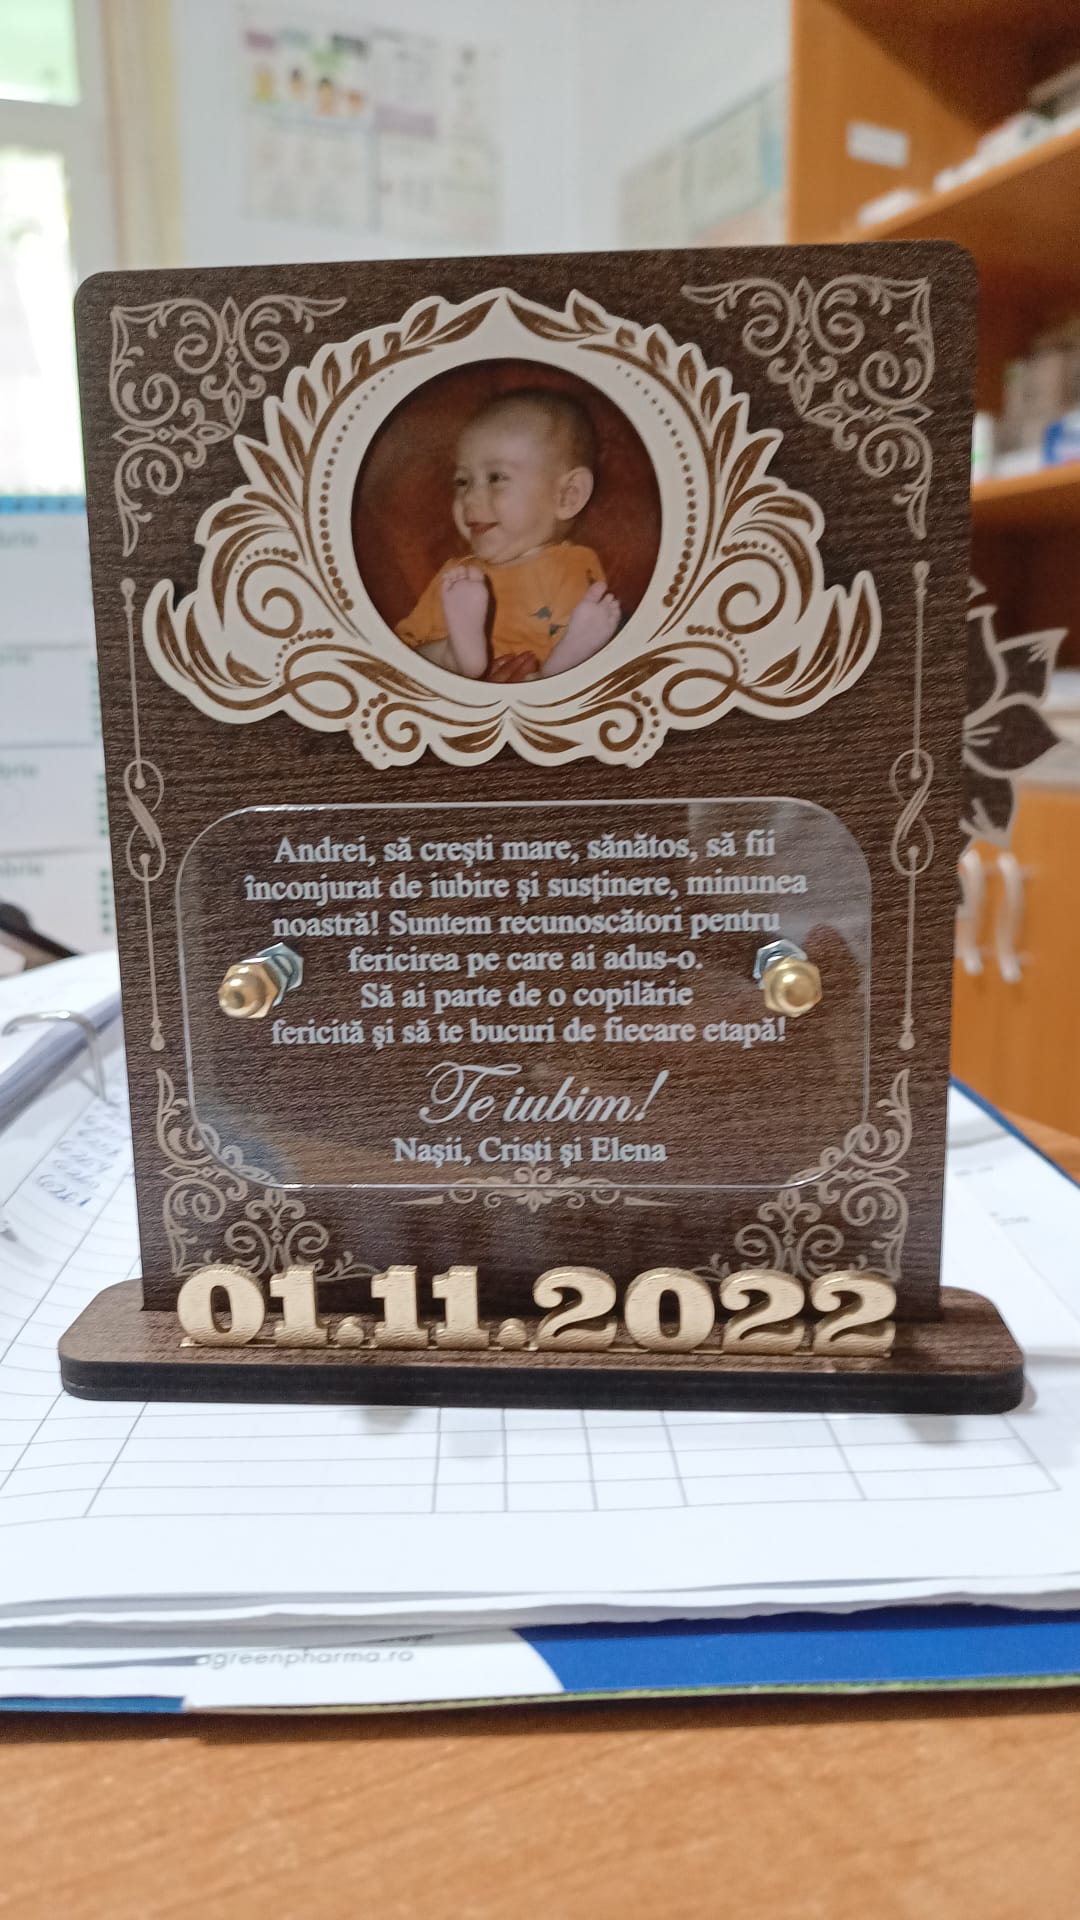 Andrei, să crești mare, sănătos, să fii
înconjurat de iubire și susținere, minunea
noastră! Suntem recunoscători pentru
fericirea pe care ai adus-o.
Să ai parte de o copilărie
fericită și să te bucuri de fiecare etapă!
Te iubim!
Nașii, Cristi și Elena
01.11.2022
greenpharma.ro